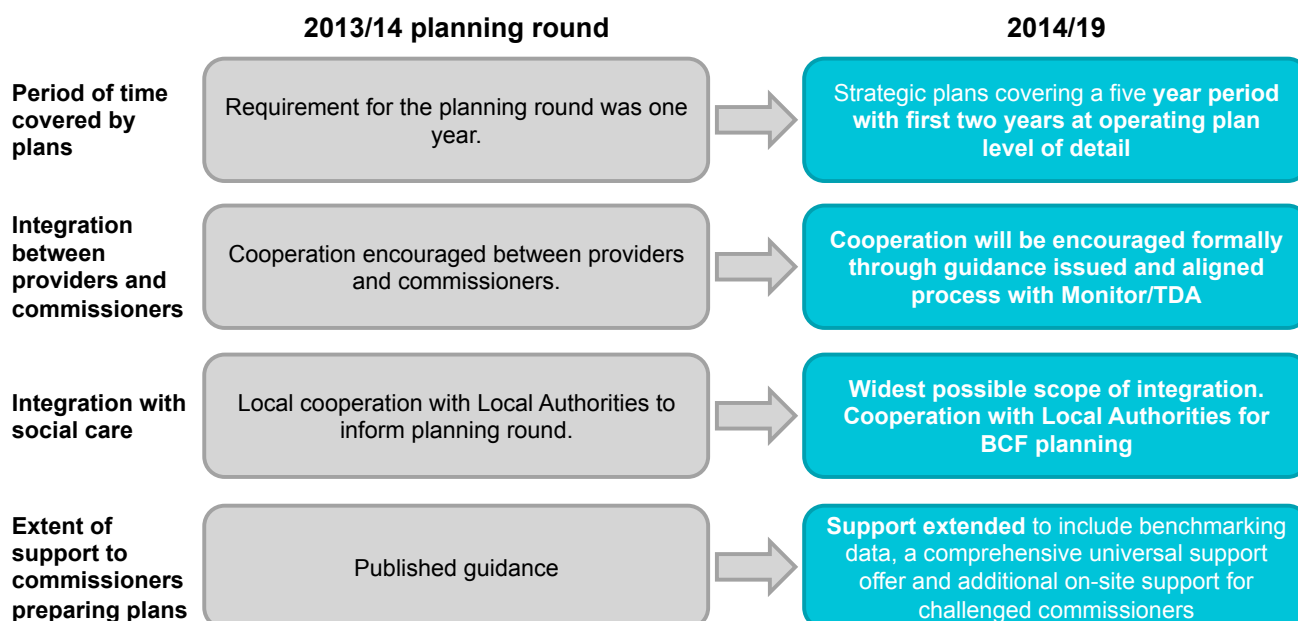 2013/14 planning round
2014/19
Period of time
covered by
plans
Requirement for the planning round was one
year.
Strategic plans covering a five year period
with first two years at operating plan
level of detail
Integration
between
providers and
commissioners
Cooperation encouraged between providers
and commissioners.
Cooperation will be encouraged formally
through guidance issued and aligned
process with Monitor/TDA
Integration with
social care
Local cooperation with Local Authorities to
inform planning round.
Widest possible scope of integration.
Cooperation with Local Authorities for
BCF planning
Extent of
support to
commissioners
preparing plans
Published guidance
Support extended to include benchmarking
data, a comprehensive universal support
offer and additional on-site support for
challenged commissioners